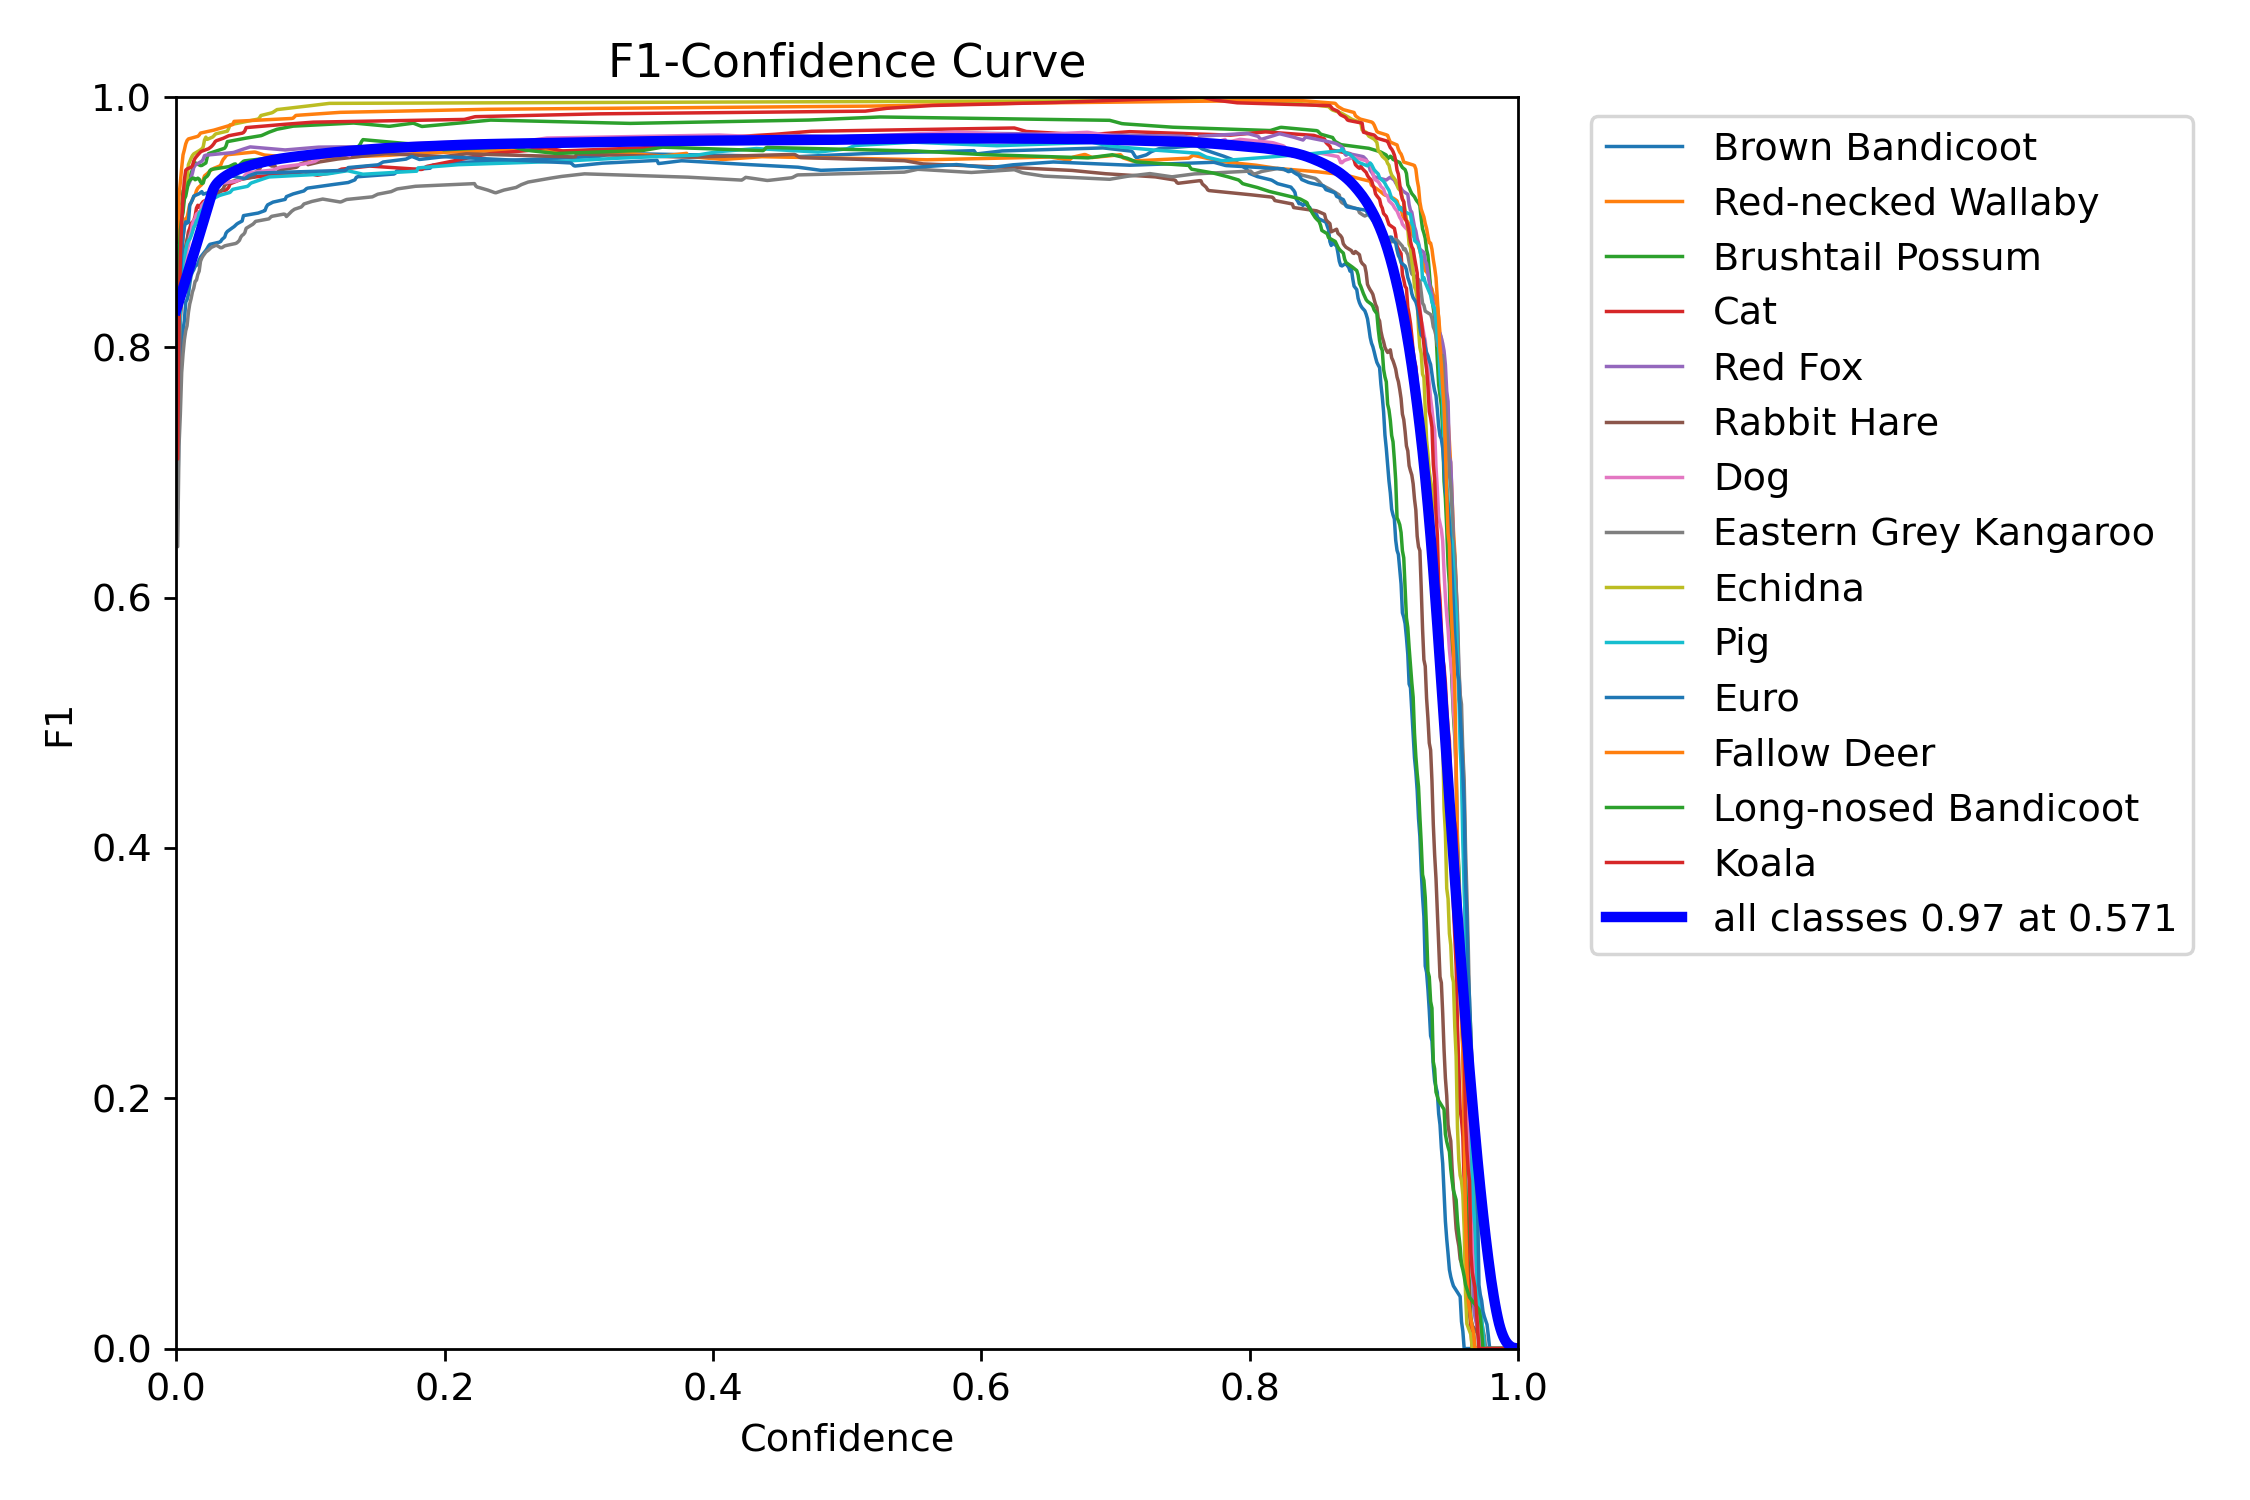 F1-Confidence Curve
1.0
0.8
0.6
0.4
0.2
0.0
F1
0.0 0.2 0.4 0.6 0.8 1.0
Confidence
Brown Bandicoot
Red-necked Wallaby
Brushtail Possum
Cat
Red Fox
Rabbit Hare
Dog
Eastern Grey Kangaroo
Echidna
Pig
Euro
Fallow Deer
Long-nosed Bandicoot
Koala
all classes 0.97 at 0.571